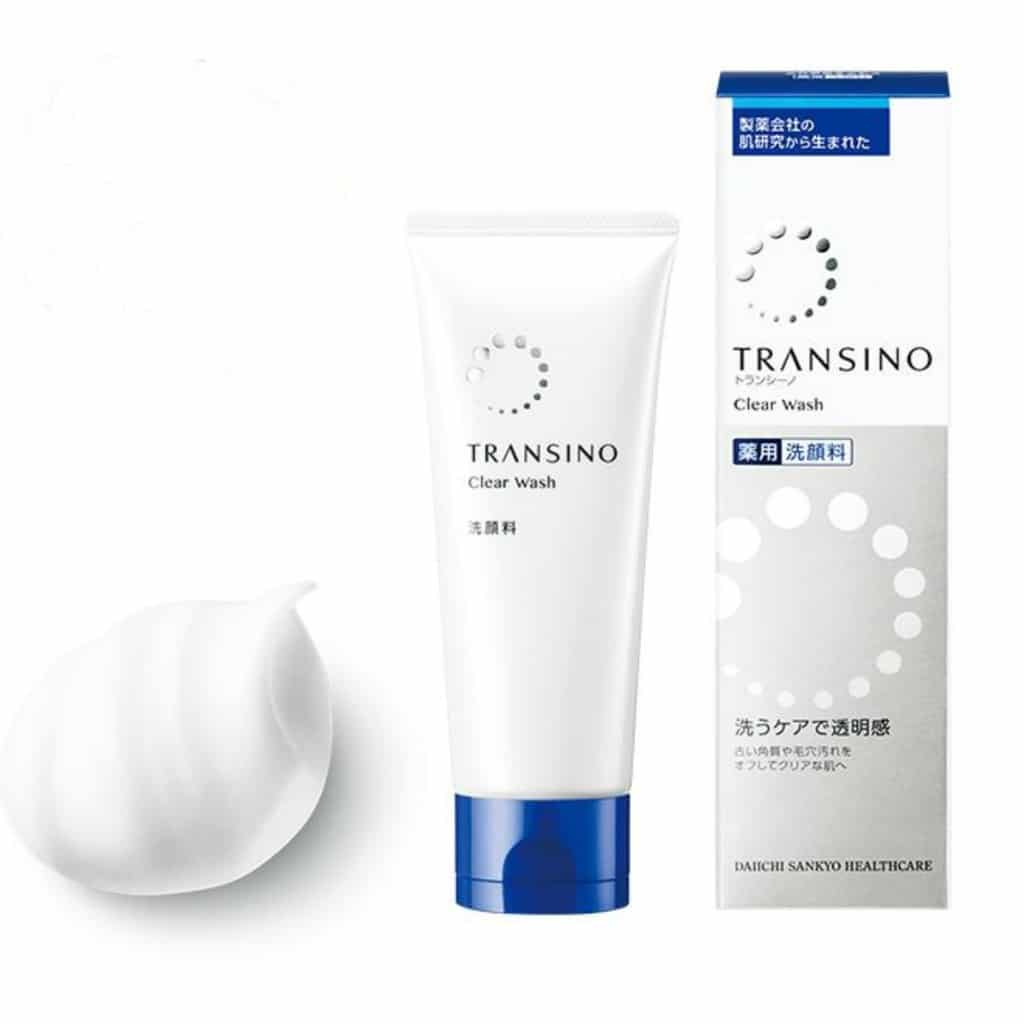 TRANSINO
Clear Wash
洗顔料
製薬会社の
肌研究から生まれた
TRANSINO
トランシーノ
Clear Wash
薬用 洗顔料
洗うケアで透明感
古い角質や毛穴汚れを
オフしてクリアな肌へ
DAIICHI SANKYO HEALTHCARE